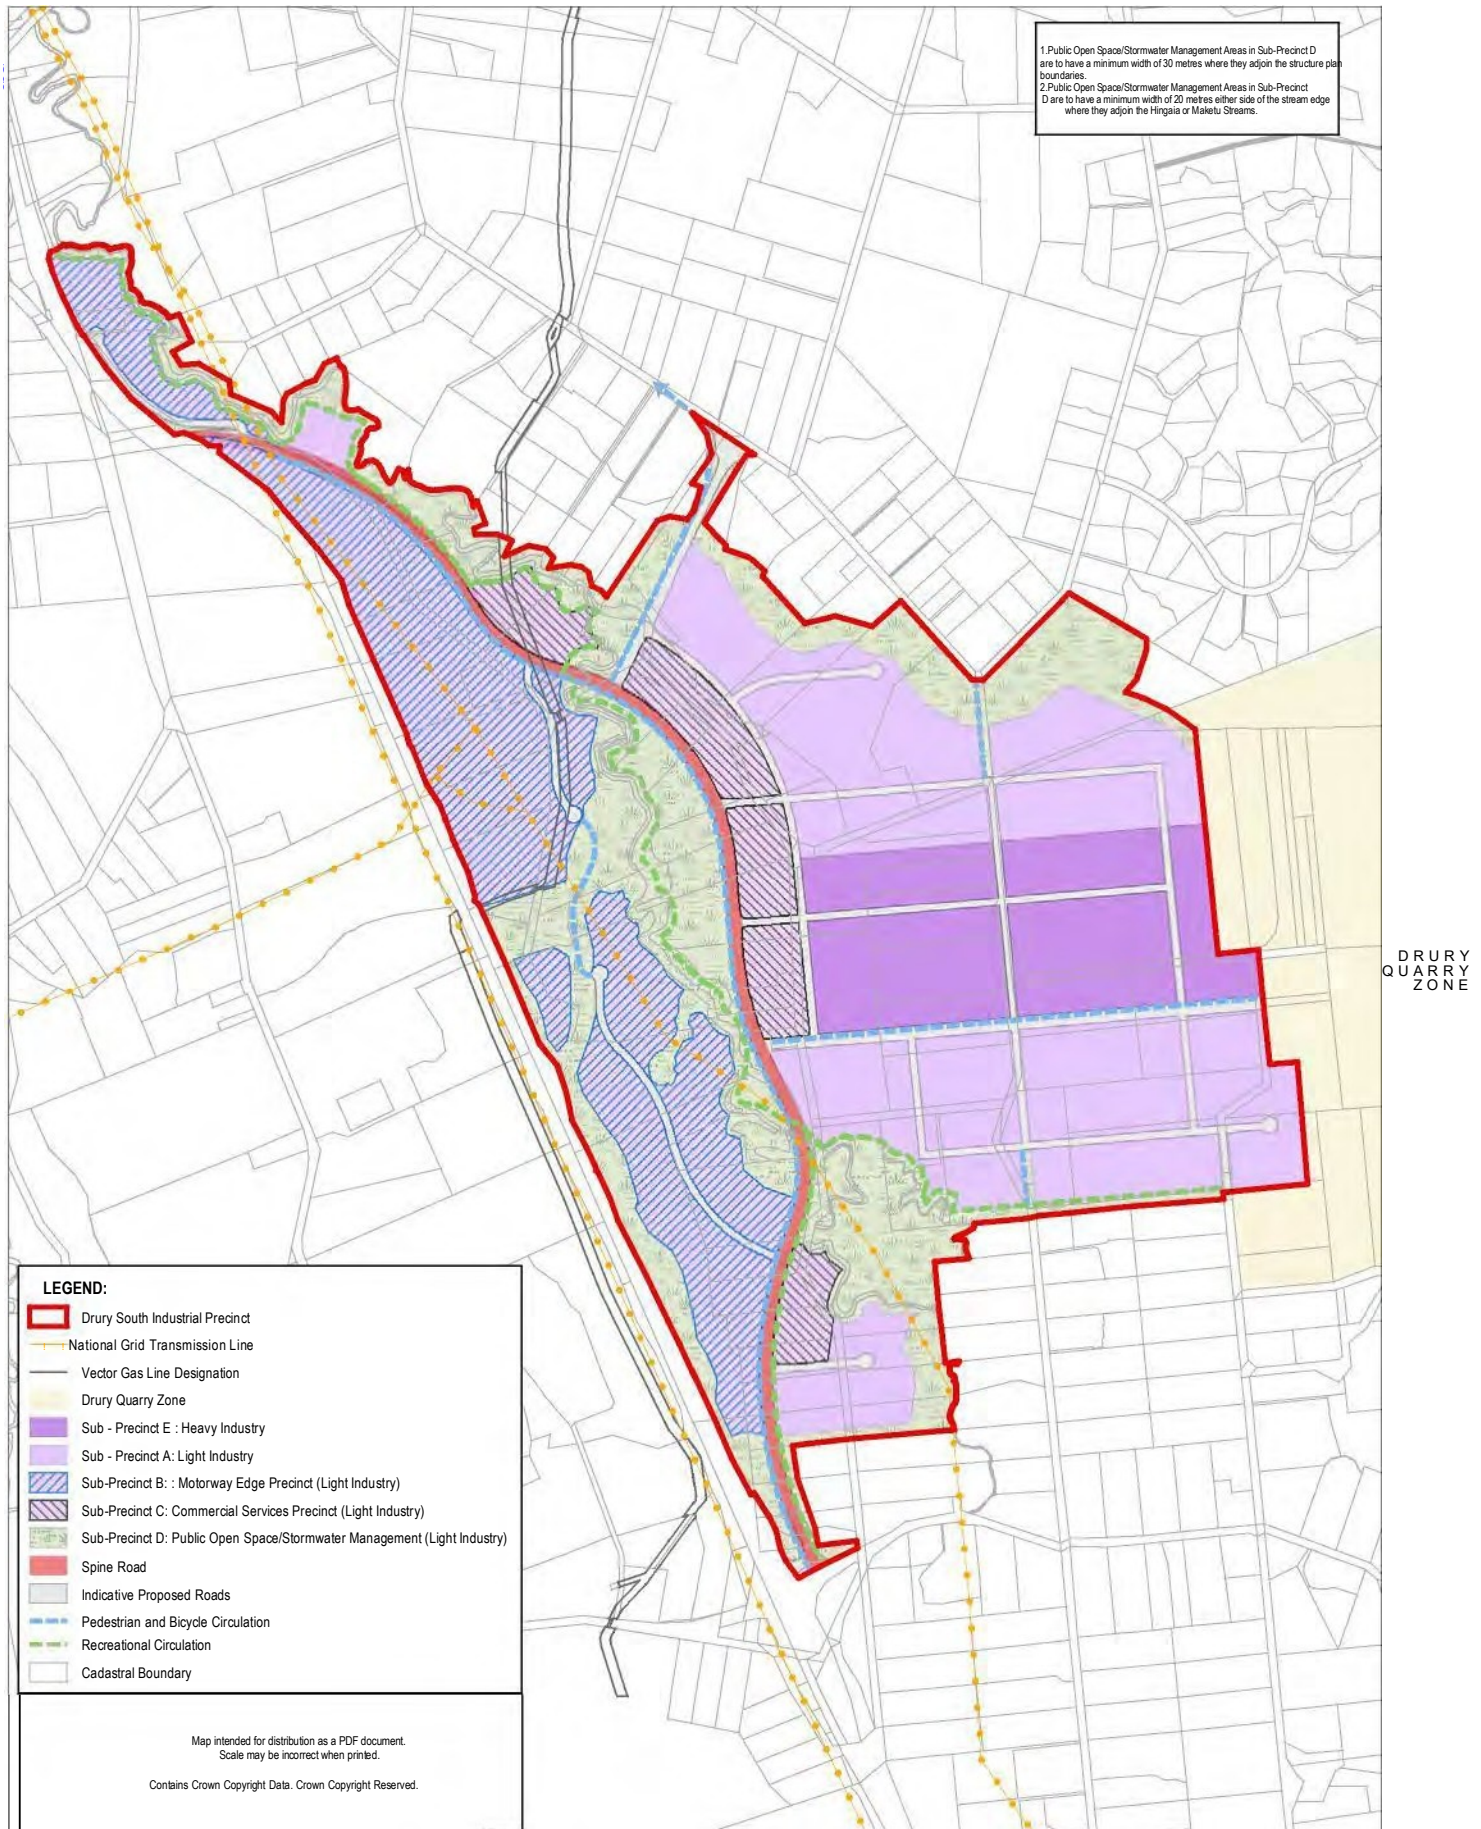 1.Public Open Space/Stormwater Management Areas in Sub-Precinct D
are to have a minimum width of 30 metres where they adjoin the structure plan
boundaries.
2.Public Open Space/Stormwater Management Areas in Sub-Precinct
D are to have a minimum width of 20 metres either side of the stream edge
where they adjoin the Hingaia or Maketu Streams.
DRURY
QUARRY
ZONE
LEGEND:
Drury South Industrial Precinct
National Grid Transmission Line
Vector Gas Line Designation
Drury Quarry Zone
Sub - Precinct E : Heavy Industry
Sub - Precinct A: Light Industry
Sub-Precinct B: : Motorway Edge Precinct (Light Industry)
Sub-Precinct C: Commercial Services Precinct (Light Industry)
Sub-Precinct D: Public Open Space/Stormwater Management (Light Industry)
Spine Road
Indicative Proposed Roads
Pedestrian and Bicycle Circulation
Recreational Circulation
Cadastral Boundary
Map intended for distribution as a PDF document.
Scale may be incorrect when printed.
Contains Crown Copyright Data. Crown Copyright Reserved.